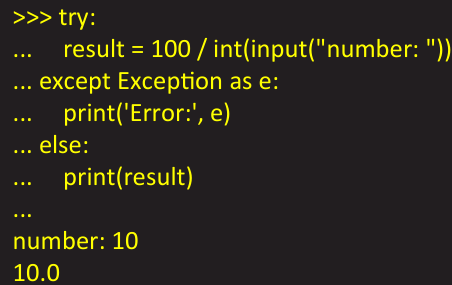 >>> try:
...     result = 100 / int(input("number: "))
... except Exception as e:
...     print('Error:', e)
... else:
...     print(result)
...
number: 10
10.0